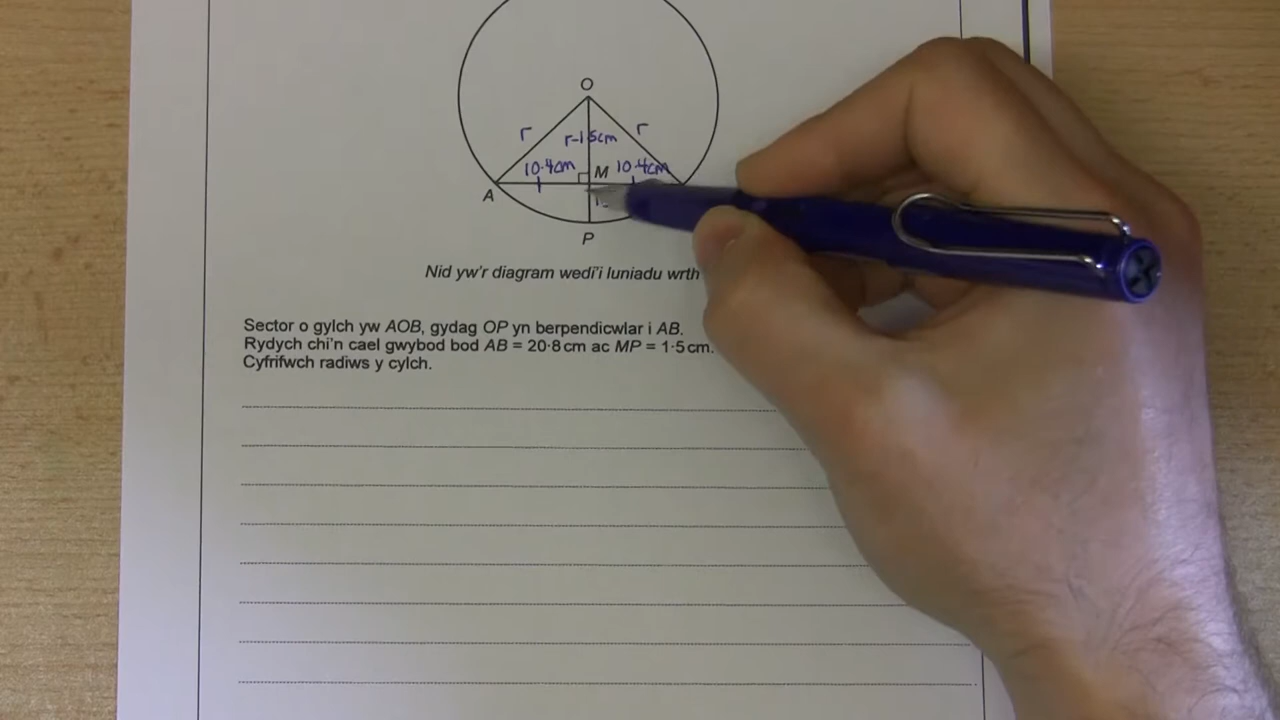 O
r r-1.5cm r
10.4cm M 10.4cm
A
P
Nid yw'r diagram wedi'i luniadu wrth
Sector o gylch yw AOB, gydag OP yn berpendicwlar i AB.
Rydych chi'n cael gwybod bod AB = 20·8 cm ac MP = 1·5 cm.
Cyfrifwch radiws y cylch.